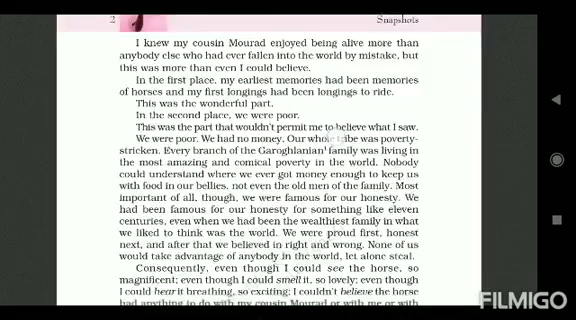 2
Snapshots
I knew my cousin Mourad enjoyed being alive more than
anybody else who had ever fallen into the world by mistake, but
this was more than even I could believe.
In the first place, my earliest memories had been memories
of horses and my first longings had been longings to ride.
This was the wonderful part.
In the second place, we were poor.
This was the part that wouldn't permit me to believe what I saw.
We were poor. We had no money. Our whole tribe was poverty-
stricken. Every branch of the Garoghlanian¹ family was living in
the most amazing and comical poverty in the world. Nobody
could understand where we ever got money enough to keep us
with food in our bellies, not even the old men of the family. Most
important of all, though, we were famous for our honesty. We
had been famous for our honesty for something like eleven
centuries, even when we had been the wealthiest family in what
we liked to think was the world. We were proud first, honest
next, and after that we believed in right and wrong. None of us
would take advantage of anybody in the world, let alone steal.
Consequently, even though I could see the horse, so
magnificent; even though I could smell it, so lovely; even though
I could hear it breathing, so exciting; I couldn't believe the horse
had anything to do with my cousin Mourad or with me or with
FILMIGO